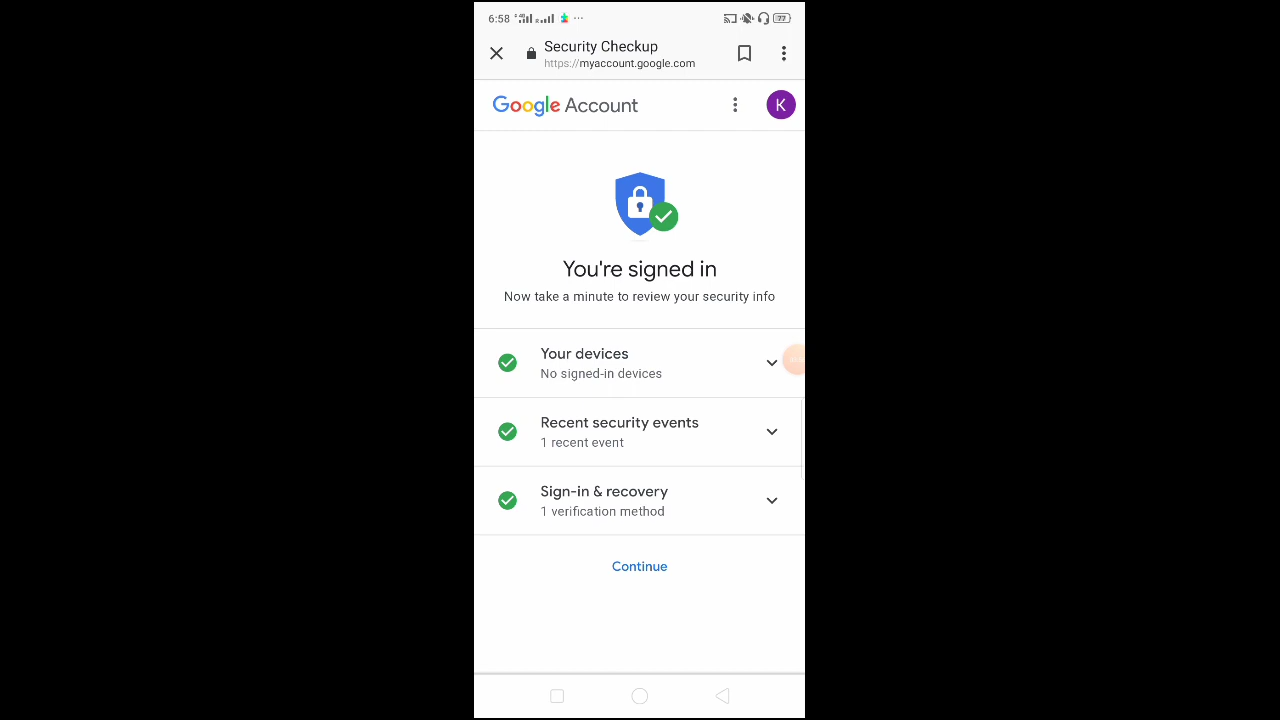 6:58 77
Security Checkup
https://myaccount.google.com
Google Account
K
You're signed in
Now take a minute to review your security info
Your devices
No signed-in devices
Recent security events
1 recent event
Sign-in & recovery
1 verification method
Continue